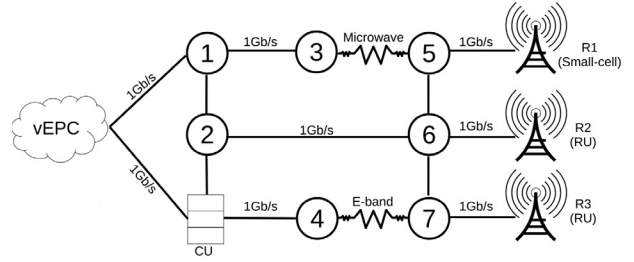 Microwave
1Gb/s
1Gb/s
1Gb/s
R1
(Small-cell)
1
3
5
1Gb/s
vEPC
1Gb/s
1Gb/s
R2
(RU)
2
6
1Gb/s
E-band
1Gb/s
1Gb/s
R3
(RU)
4
7
CU